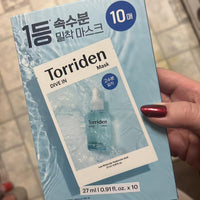 1등 속수분
밀착 마스크
10매
Torriden
DIVE IN Mask
27 ml (0.91 fl. oz.) x 10